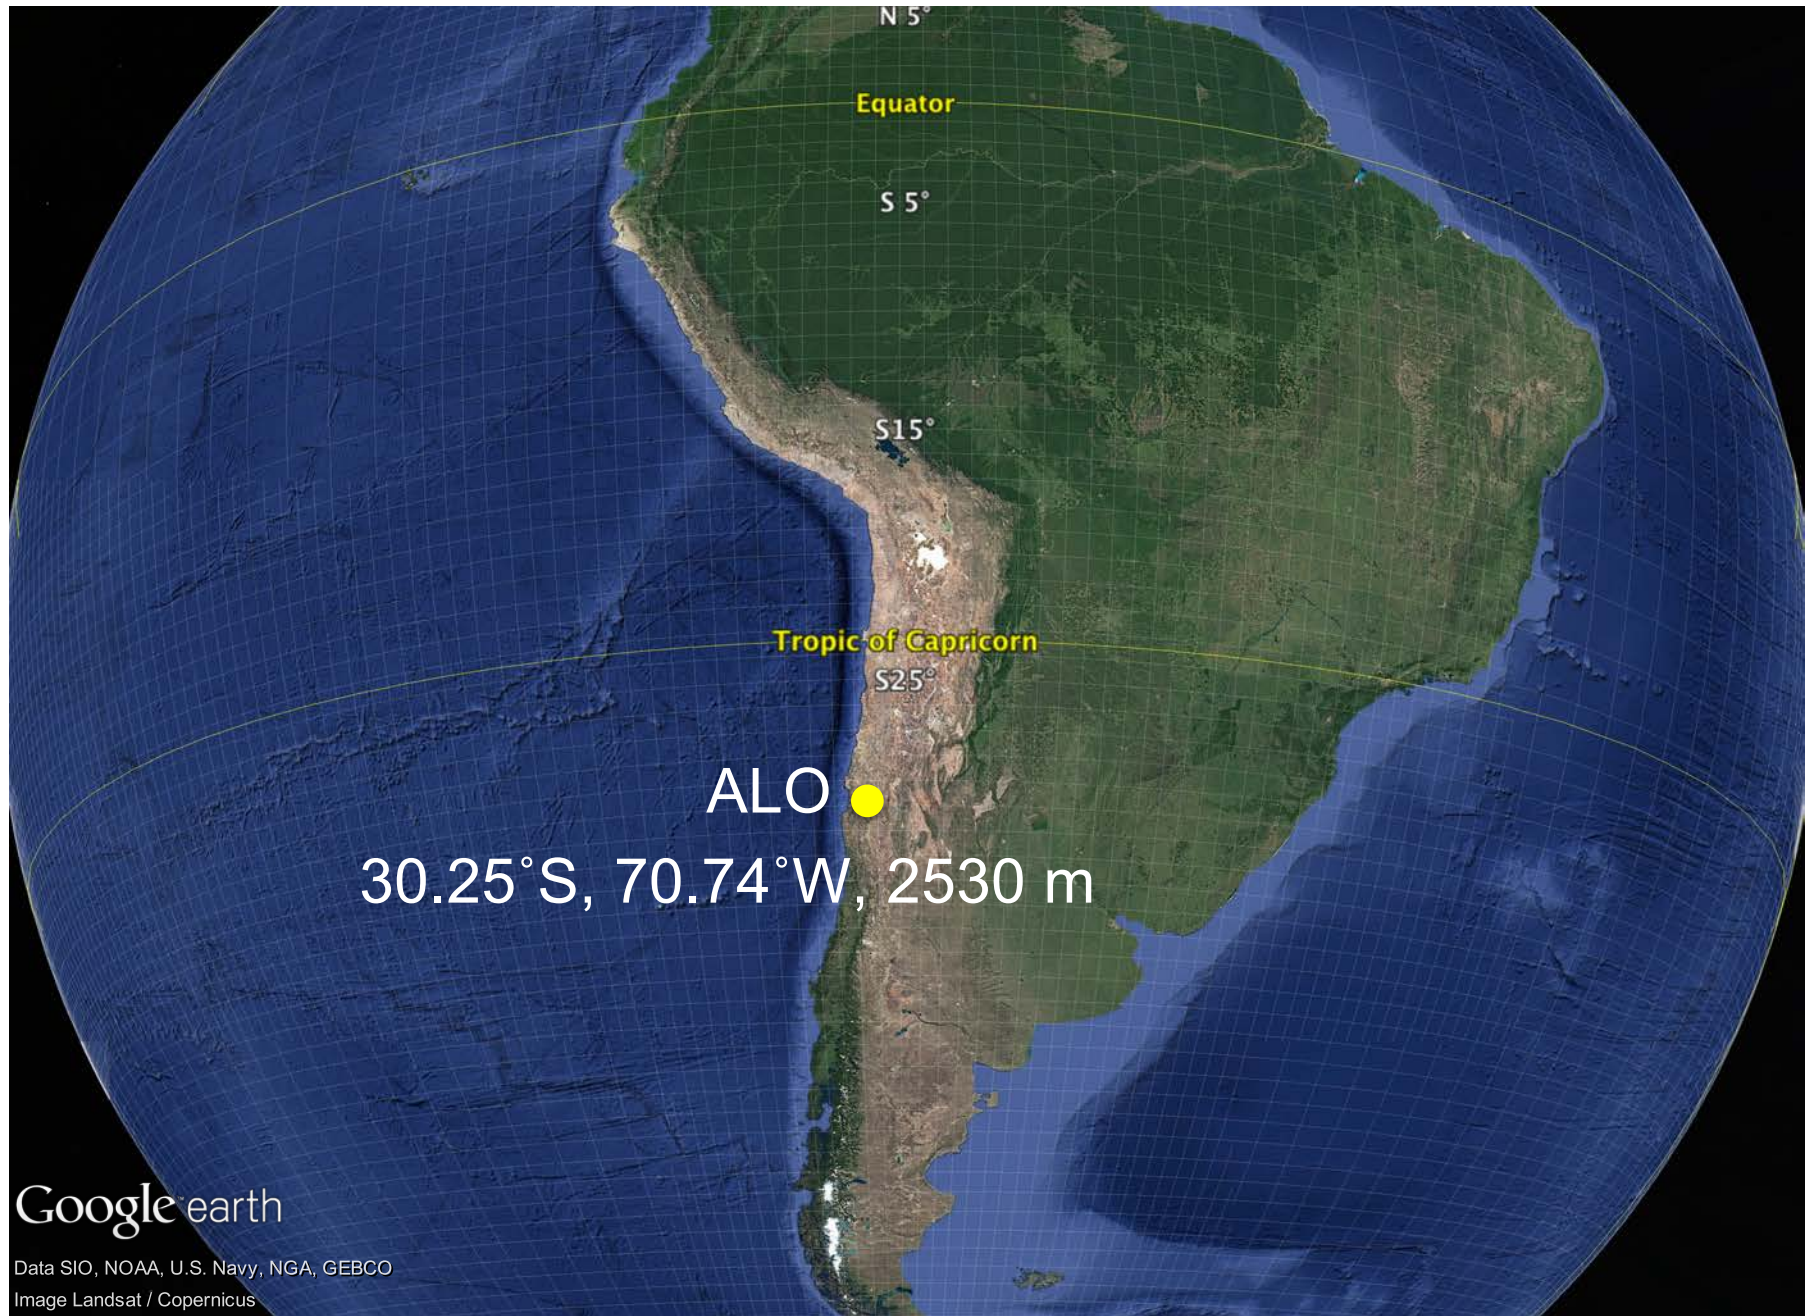 N 5°
Equator
S 5°
S15°
Tropic of Capricorn
S25°
ALO
30.25°S, 70.74°W, 2530 m
Google earth
Data SIO, NOAA, U.S. Navy, NGA, GEBCO
Image Landsat / Copernicus